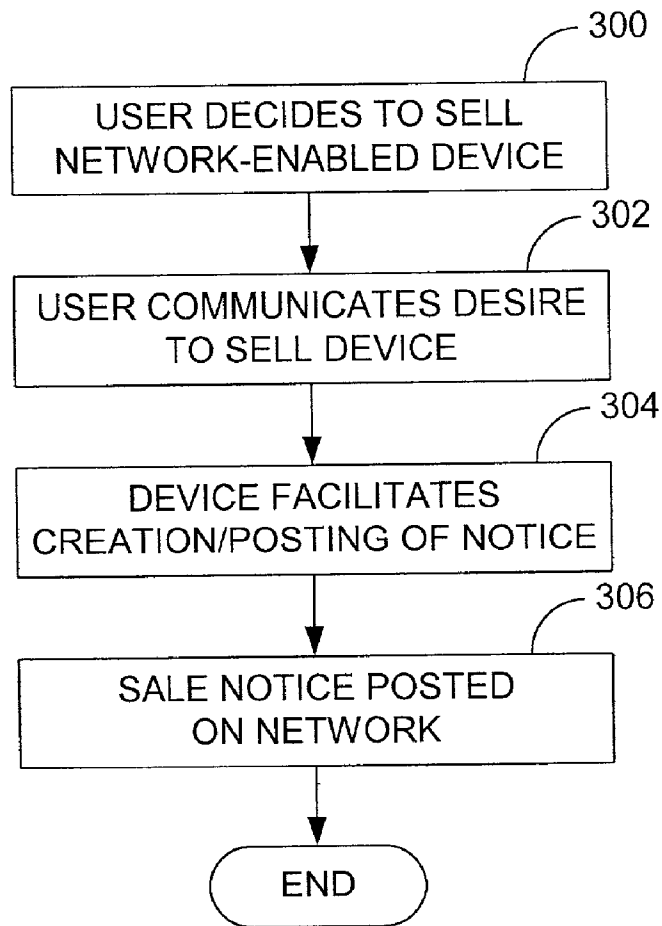 300
USER DECIDES TO SELL
NETWORK-ENABLED DEVICE
302
USER COMMUNICATES DESIRE
TO SELL DEVICE
304
DEVICE FACILITATES
CREATION/POSTING OF NOTICE
306
SALE NOTICE POSTED
ON NETWORK
END